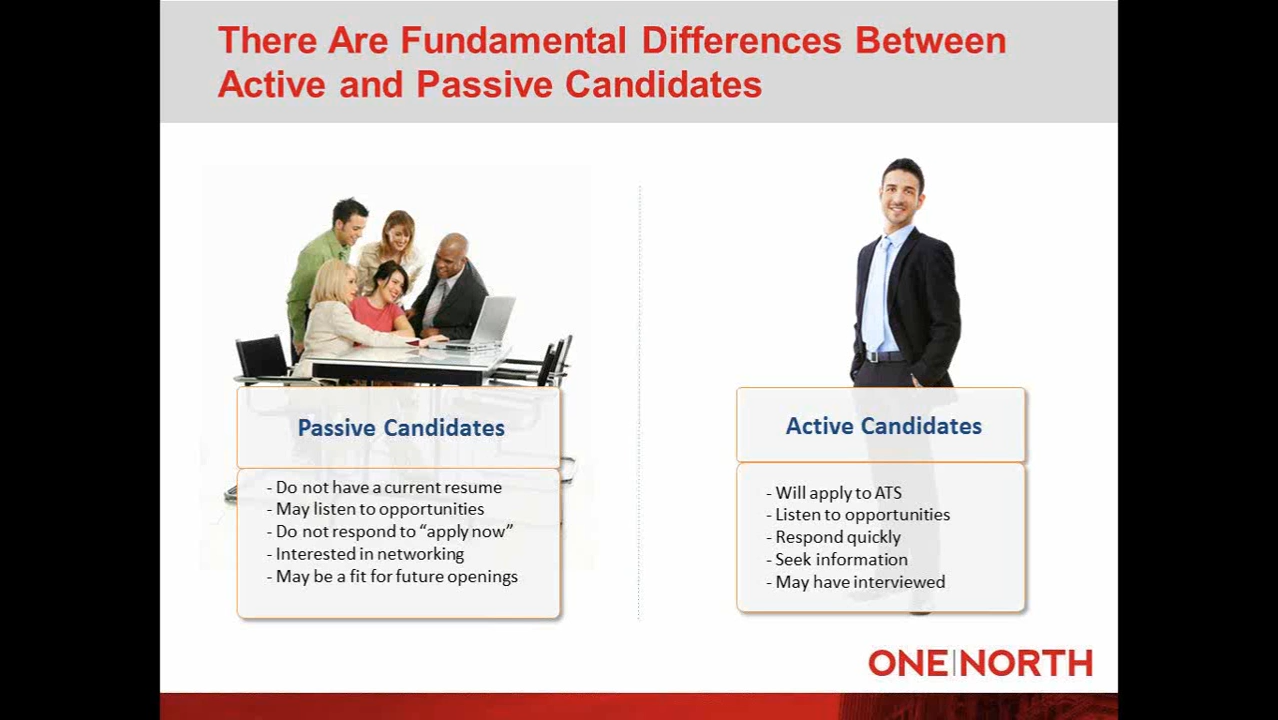 There Are Fundamental Differences Between
Active and Passive Candidates
Passive Candidates
- Do not have a current resume
- May listen to opportunities
- Do not respond to “apply now”
- Interested in networking
- May be a fit for future openings
Active Candidates
- Will apply to ATS
- Listen to opportunities
- Respond quickly
- Seek information
- May have interviewed
ONE|NORTH